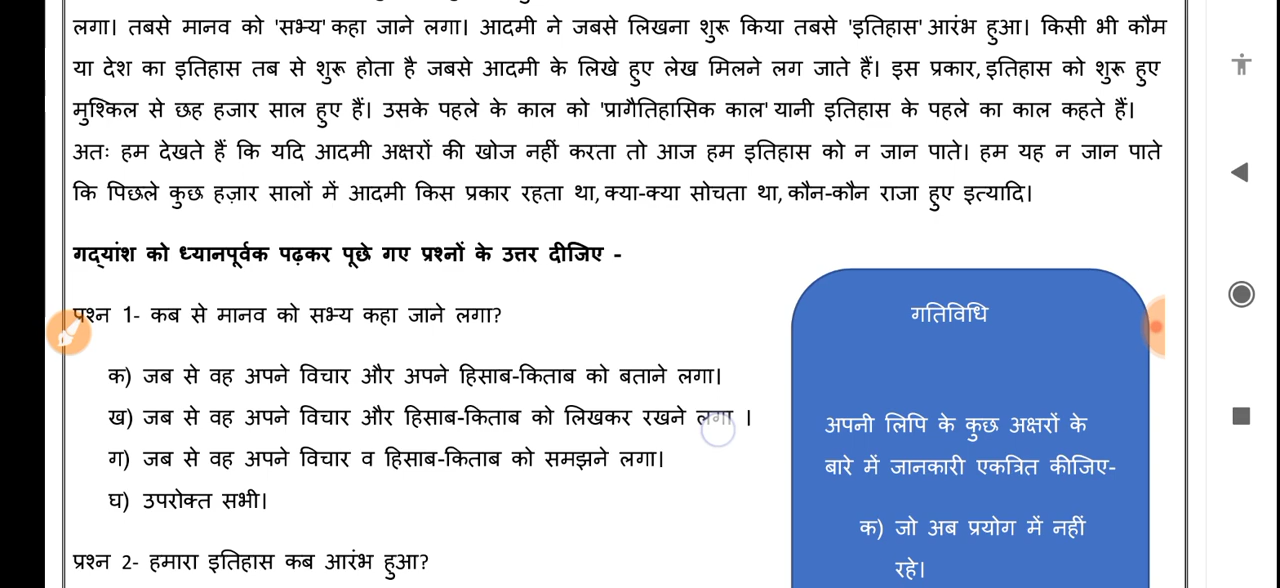 लगा। तबसे मानव को 'सभ्य' कहा जाने लगा। आदमी ने जबसे लिखना शुरू किया तबसे 'इतिहास' आरंभ हुआ। किसी भी कौम
या देश का इतिहास तब से शुरू होता है जबसे आदमी के लिखे हुए लेख मिलने लग जाते हैं। इस प्रकार, इतिहास को शुरू हुए
मुश्किल से छह हजार साल हुए हैं। उसके पहले के काल को 'प्रागैतिहासिक काल' यानी इतिहास के पहले का काल कहते हैं।
अतः हम देखते हैं कि यदि आदमी अक्षरों की खोज नहीं करता तो आज हम इतिहास को न जान पाते। हम यह न जान पाते
कि पिछले कुछ हज़ार सालों में आदमी किस प्रकार रहता था, क्या-क्या सोचता था, कौन-कौन राजा हुए इत्यादि।
गद्यांश को ध्यानपूर्वक पढ़कर पूछे गए प्रश्नों के उत्तर दीजिए -
प्रश्न 1- कब से मानव को सभ्य कहा जाने लगा?
क) जब से वह अपने विचार और अपने हिसाब-किताब को बताने लगा।
ख) जब से वह अपने विचार और हिसाब-किताब को लिखकर रखने लगा ।
ग) जब से वह अपने विचार व हिसाब-किताब को समझने लगा।
घ) उपरोक्त सभी।
प्रश्न 2- हमारा इतिहास कब आरंभ हुआ?
गतिविधि
अपनी लिपि के कुछ अक्षरों के
बारे में जानकारी एकत्रित कीजिए-
क) जो अब प्रयोग में नहीं
रहे।